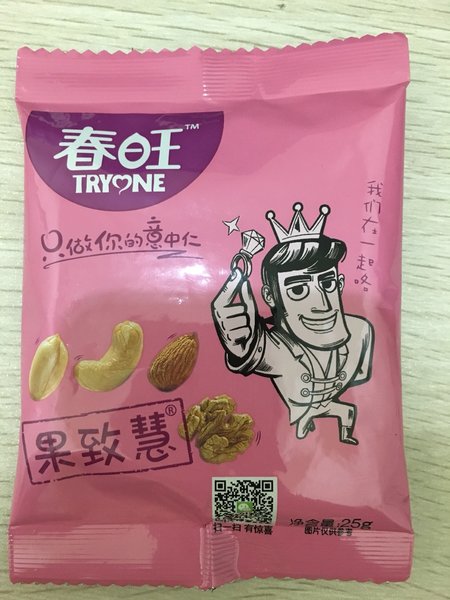 春旺™
TRYONE
只做你的意中仁
我们在一起咯
果致慧®
扫一扫 有惊喜
净含量:25g
图片仅供参考